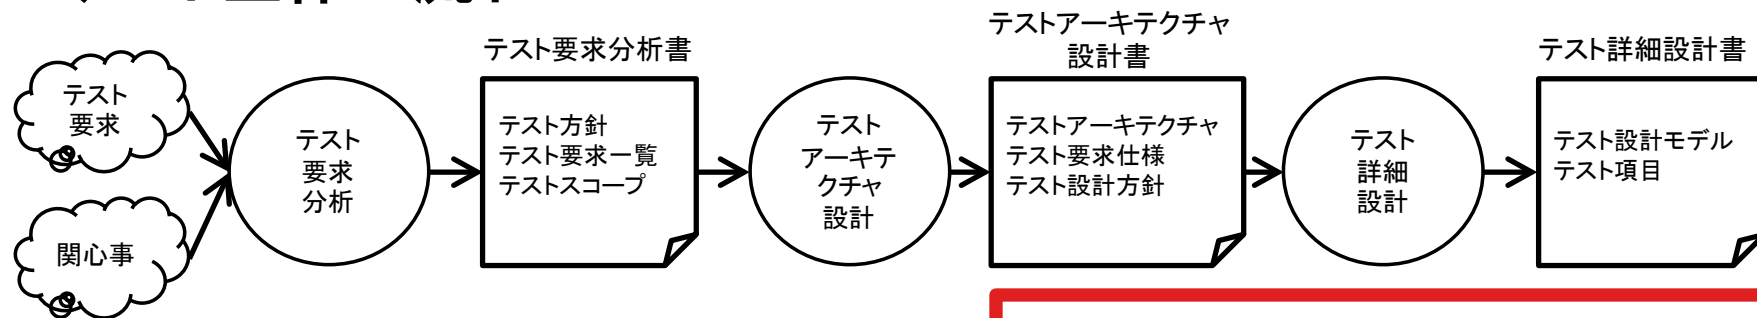 テスト
要求
関心事
テスト
要求
分析
テスト要求分析書
テスト方針
テスト要求一覧
テストスコープ
テスト
アーキテ
クチャ
設計
テストアーキテクチャ
設計書
テストアーキテクチャ
テスト要求仕様
テスト設計方針
テスト
詳細
設計
テスト詳細設計書
テスト設計モデル
テスト項目